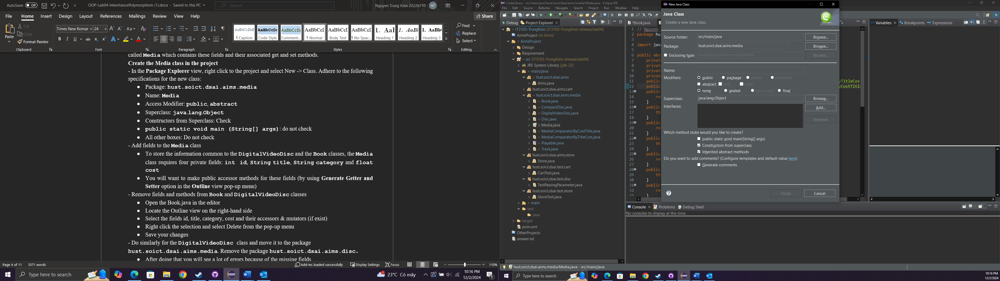 AutoSave Off OOP-Lab04-InheritancePolymorphism (1).docx - Saved to this PC Search Nguyen Trung Kien 20226110 NT
File Home Insert Design Layout References Mailings Review View Help Share
Paste Cut Copy Format Painter
Times New Roman 24
¶ Caption Code Style Comment... ¶ Normal Body Text ¶ No Spac... Heading 1 Heading 2 Heading 3
Find Replace Select
Clipboard Font Paragraph Styles Editing
called Media which contains these fields and their associated get and set methods.
Create the Media class in the project
- In the Package Explorer view, right click to the project and select New -> Class. Adhere to the following
specifications for the new class:
● Package: hust.soict.dsai.aims.media
● Name: Media
● Access Modifier: public, abstract
● Superclass: java.lang.Object
● Constructors from Superclass: Check
● public static void main (String[] args): do not check
● All other boxes: Do not check
- Add fields to the Media class
● To store the information common to the DigitalVideoDisc and the Book classes, the Media
class requires four private fields: int id, String title, String category and float
cost
● You will want to make public accessor methods for these fields (by using Generate Getter and
Setter option in the Outline view pop-up menu)
- Remove fields and methods from Book and DigitalVideoDisc classes
● Open the Book.java in the editor
● Locate the Outline view on the right-hand side
● Select the fields id, title, category, cost and their accessors & mutators (if exist)
● Right click the selection and select Delete from the pop-up menu
● Save your changes
- Do similarly for the DigitalVideoDisc class and move it to the package
hust.soict.dsai.aims.media. Remove the package hust.soict.dsai.aims.disc.
● After doing that you will see a lot of errors because of the missing fields
Page 4 of 11 3371 words Add-ins loaded successfully Display Settings Focus 110%
Type here to search 23°C Có mây 10:16 PM 12/2/2024
CodeLibrary - src/main/java/hust/soict/dsai/aims/media/Media.java - Eclipse IDE
File Edit Source Refactor Navigate Search Project Run Window Help
Debug Project Explorer
> IT3103-TrungKien [IT3103-TrungKien release/lab04]
AimsProject (in Aims)
> AimsProject
Design
Requirement
> src [IT3103-TrungKien release/lab04]
JRE System Library [jdk-22]
> main/java
> hust.soict.dsai.aims
Aims.java
hust.soict.dsai.aims.cart
> hust.soict.dsai.aims.media
> Book.java
> CompactDisc.java
> DigitalVideoDisc.java
> Disc.java
> Media.java
> MediaComparatorByCostTitle.java
> MediaComparatorByTitleCost.java
> Playable.java
> Track.java
hust.soict.dsai.aims.store
Store.java
hust.soict.dsai.test.cart
CartTest.java
hust.soict.dsai.test.disc
TestPassingParameter.java
hust.soict.dsai.test.store
StoreTest.java
> main
test
java
target
pom.xml
OtherProjects
answer.txt
*Book.java
1 // Nguyen
2 package hus
3
4 import java
5
6 public abst
7 private
8 private
9 private
10 private
11 public yTitleCost
12 public yCostTitle
13 public
14 re
15 }
16 public
17 thi
18 }
19 public
20 re
21 }
22 public
23 thi
24 }
25 public
26 re
27 }
28 public
29 thi
30 }
31 public
32 re
33 }
New Java Class
Java Class
Create a new Java class.
Source folder: src/main/java Browse...
Package: hust.soict.dsai.aims.media Browse...
Enclosing type: hust.soict.dsai.aims.media.Media Browse...
Name:
Modifiers: public package private protected
abstract final static
none sealed non-sealed final
Superclass: java.lang.Object Browse...
Interfaces: Add...
Remove
Which method stubs would you like to create?
public static void main(String[] args)
Constructors from superclass
Inherited abstract methods
Do you want to add comments? (Configure templates and default value here)
Generate comments
Finish Cancel
Variables Breakpoints Expressions
Console Problems Debug Shell
No consoles to display at this time.
hust.soict.dsai.aims.media.Media.java - src/main/java
Type here to search 10:16 PM 12/2/2024